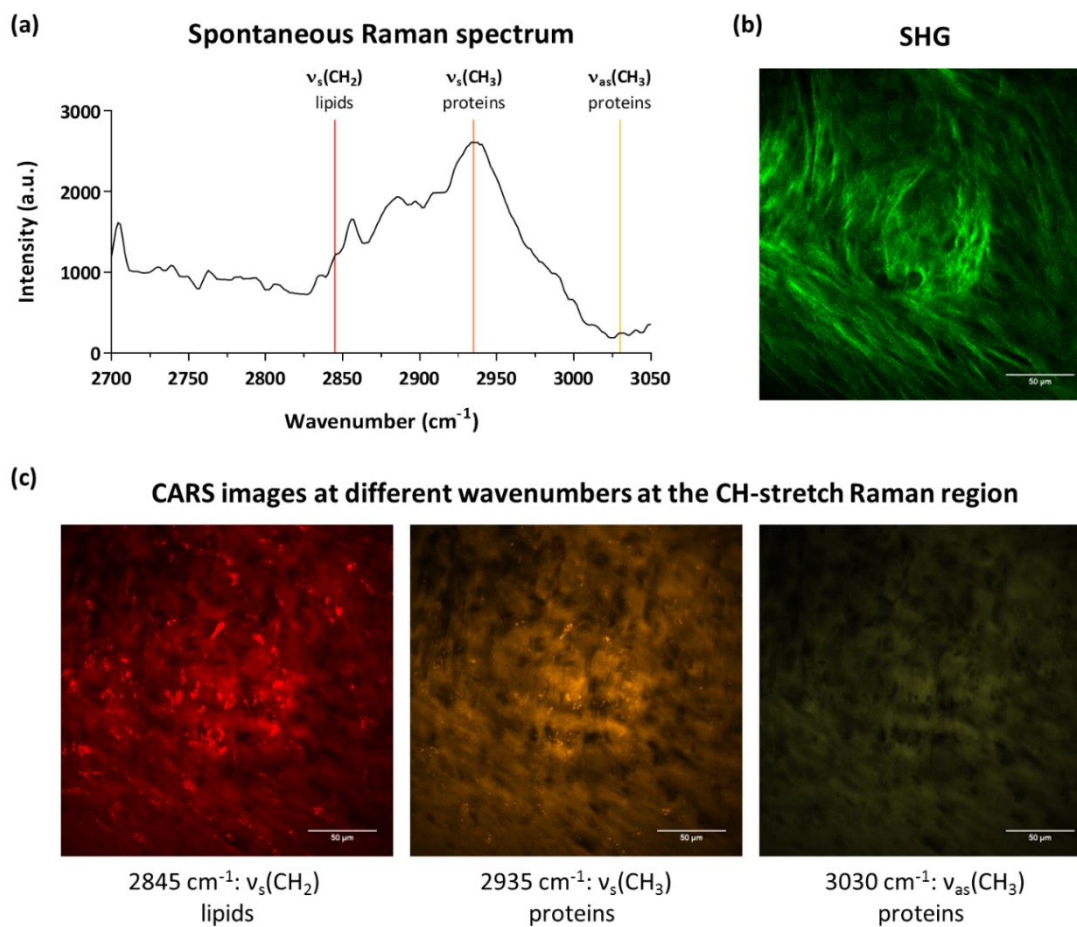 (a)
Spontaneous Raman spectrum
νs(CH2)
lipids
νs(CH3)
proteins
νas(CH3)
proteins
Intensity (a.u.)
3000
2000
1000
0
2700 2750 2800 2850 2900 2950 3000 3050
Wavenumber (cm⁻¹)
(b)
SHG
50 µm
(c)
CARS images at different wavenumbers at the CH-stretch Raman region
50 µm
50 µm
50 µm
2845 cm⁻¹: νs(CH2)
lipids
2935 cm⁻¹: νs(CH3)
proteins
3030 cm⁻¹: νas(CH3)
proteins